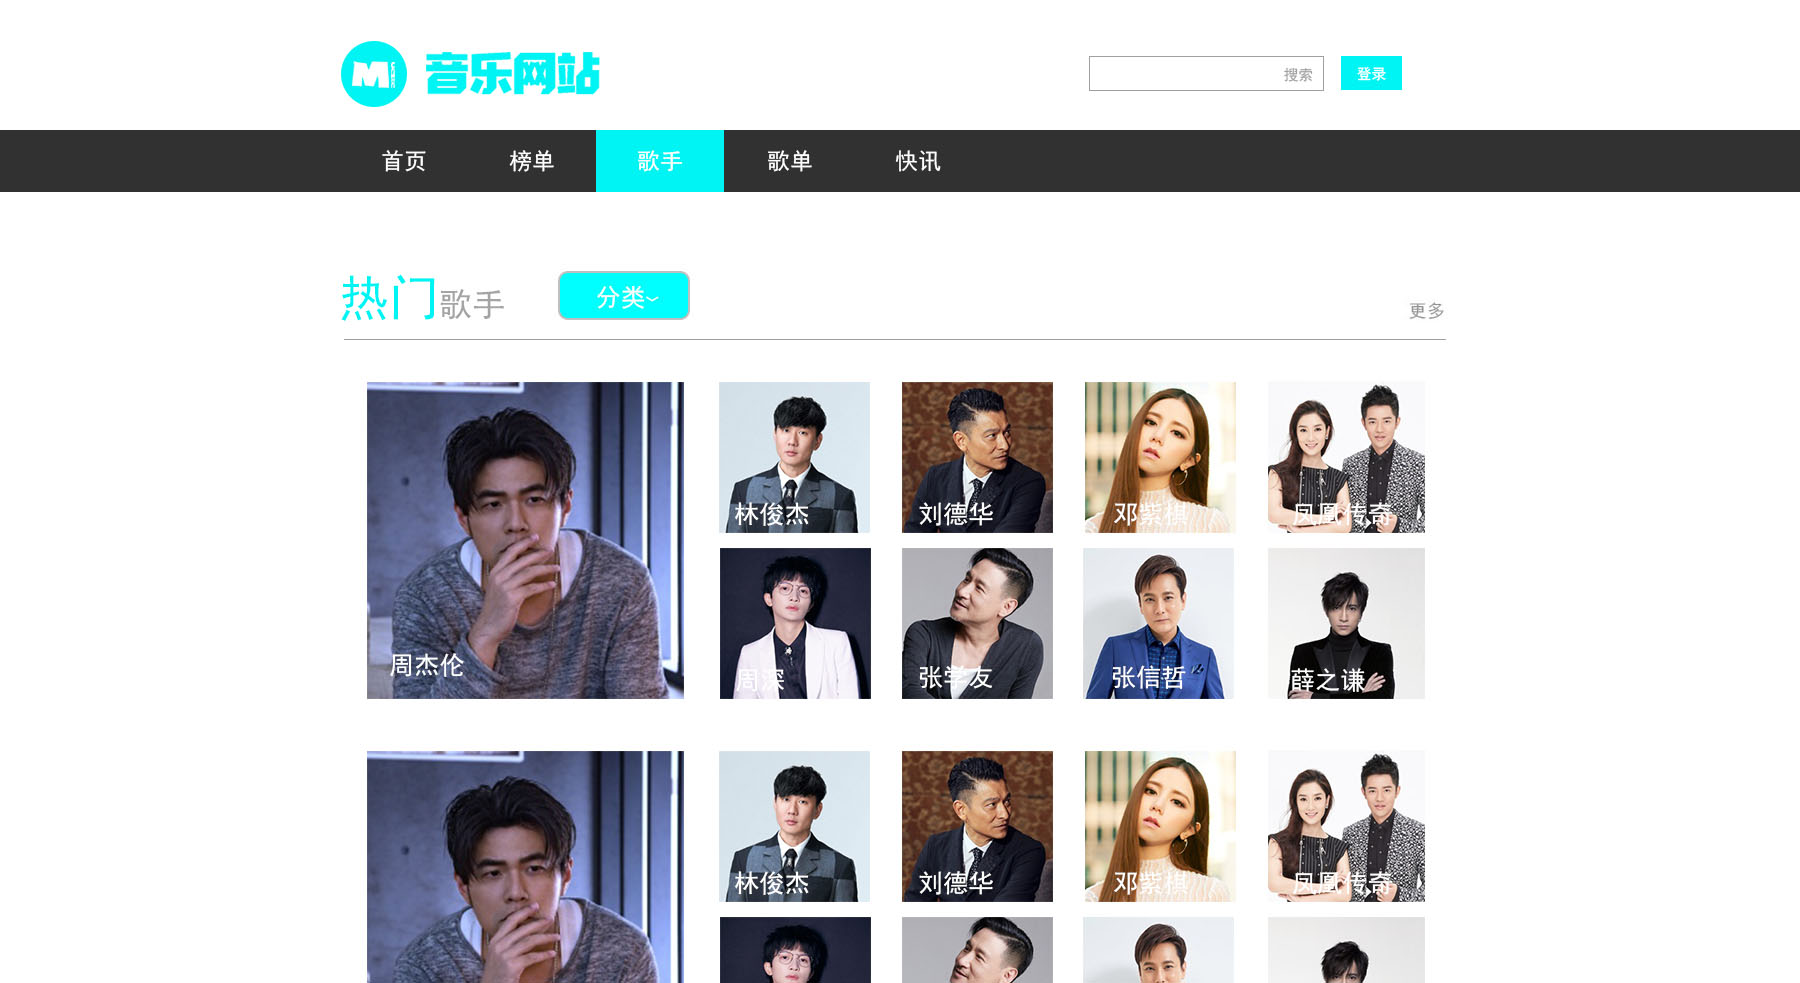 M 音乐网站
搜索 登录
首页 榜单 歌手 歌单 快讯
热门歌手 分类 更多
林俊杰 刘德华 邓紫棋 凤凰传奇
周杰伦 周深 张学友 张信哲 薛之谦
林俊杰 刘德华 邓紫棋 凤凰传奇